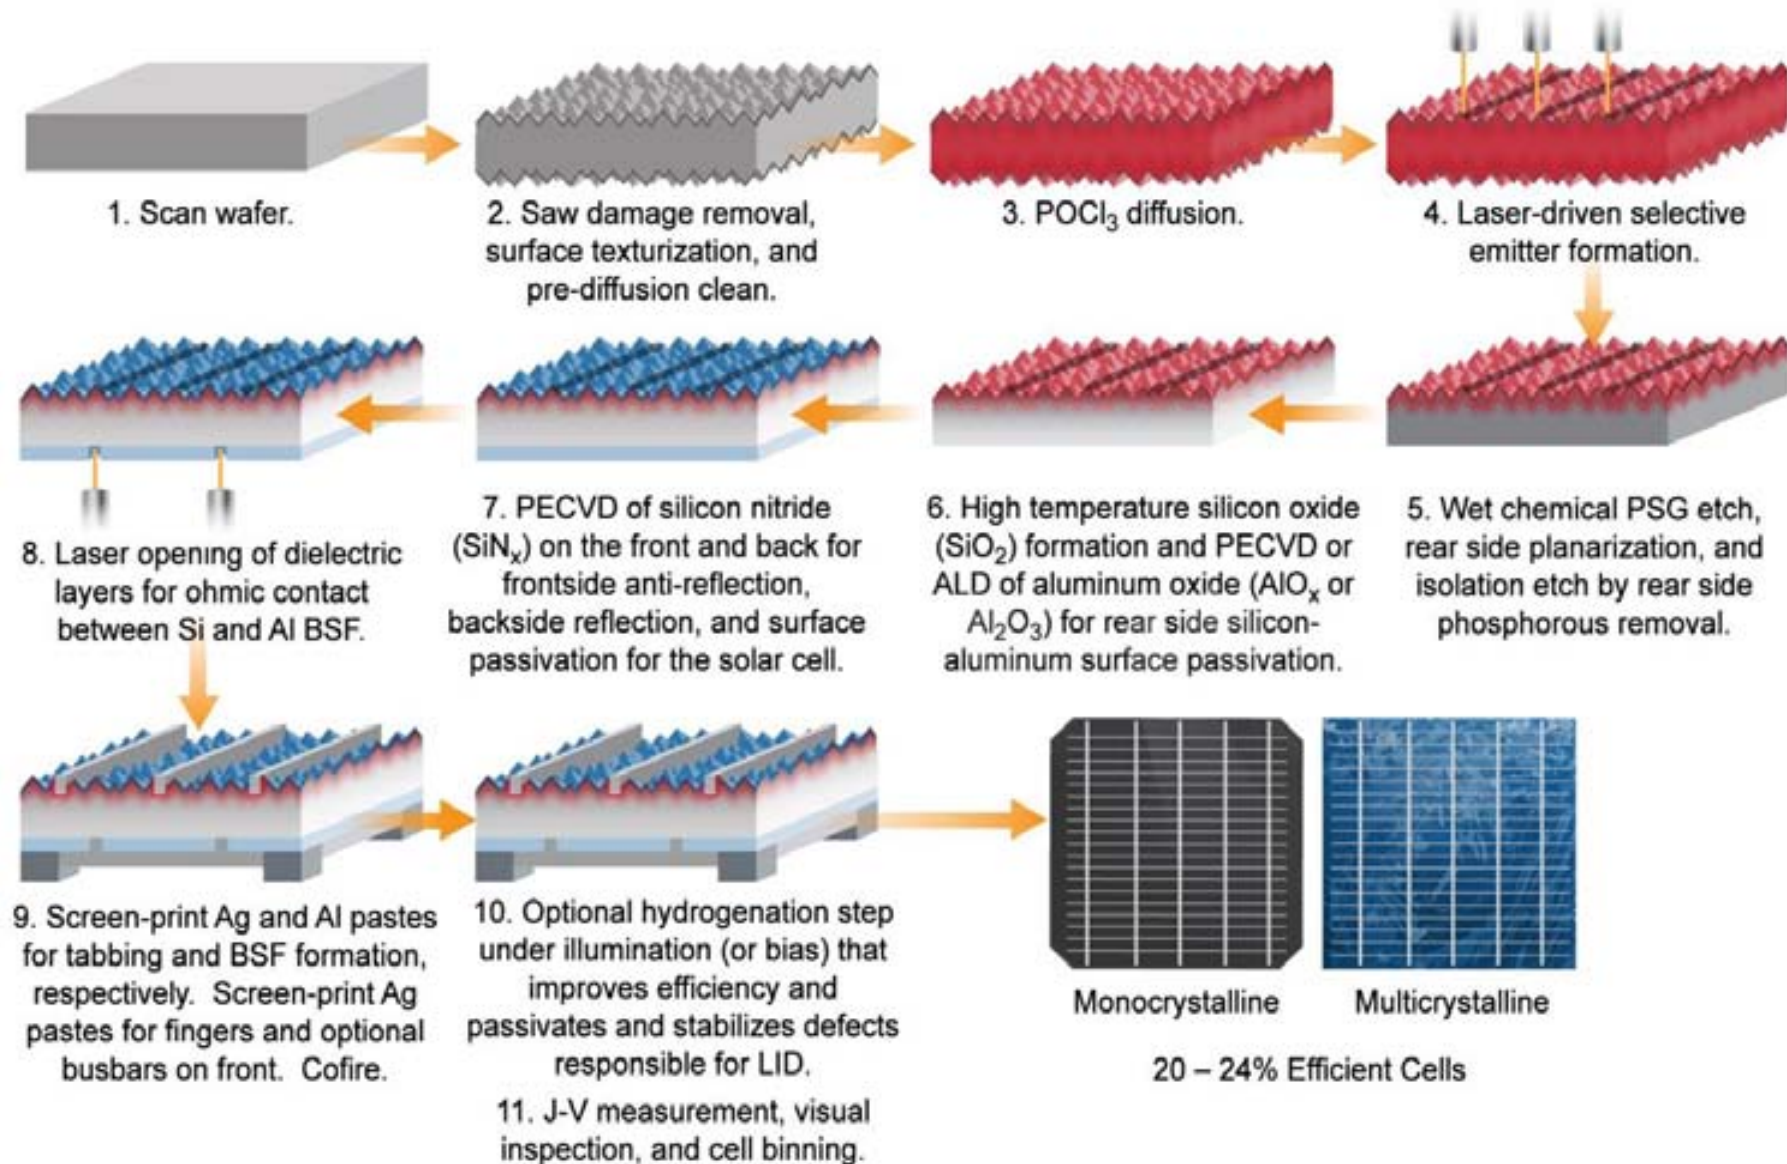 1. Scan wafer.
2. Saw damage removal,
surface texturization, and
pre-diffusion clean.
3. POCl₃ diffusion.
4. Laser-driven selective
emitter formation.
5. Wet chemical PSG etch,
rear side planarization, and
isolation etch by rear side
phosphorous removal.
6. High temperature silicon oxide
(SiO₂) formation and PECVD or
ALD of aluminum oxide (AlOₓ or
Al₂O₃) for rear side silicon-
aluminum surface passivation.
7. PECVD of silicon nitride
(SiNₓ) on the front and back for
frontside anti-reflection,
backside reflection, and surface
passivation for the solar cell.
8. Laser opening of dielectric
layers for ohmic contact
between Si and Al BSF.
9. Screen-print Ag and Al pastes
for tabbing and BSF formation,
respectively. Screen-print Ag
pastes for fingers and optional
busbars on front. Cofire.
10. Optional hydrogenation step
under illumination (or bias) that
improves efficiency and
passivates and stabilizes defects
responsible for LID.
11. J-V measurement, visual
inspection, and cell binning.
Monocrystalline
Multicrystalline
20 – 24% Efficient Cells